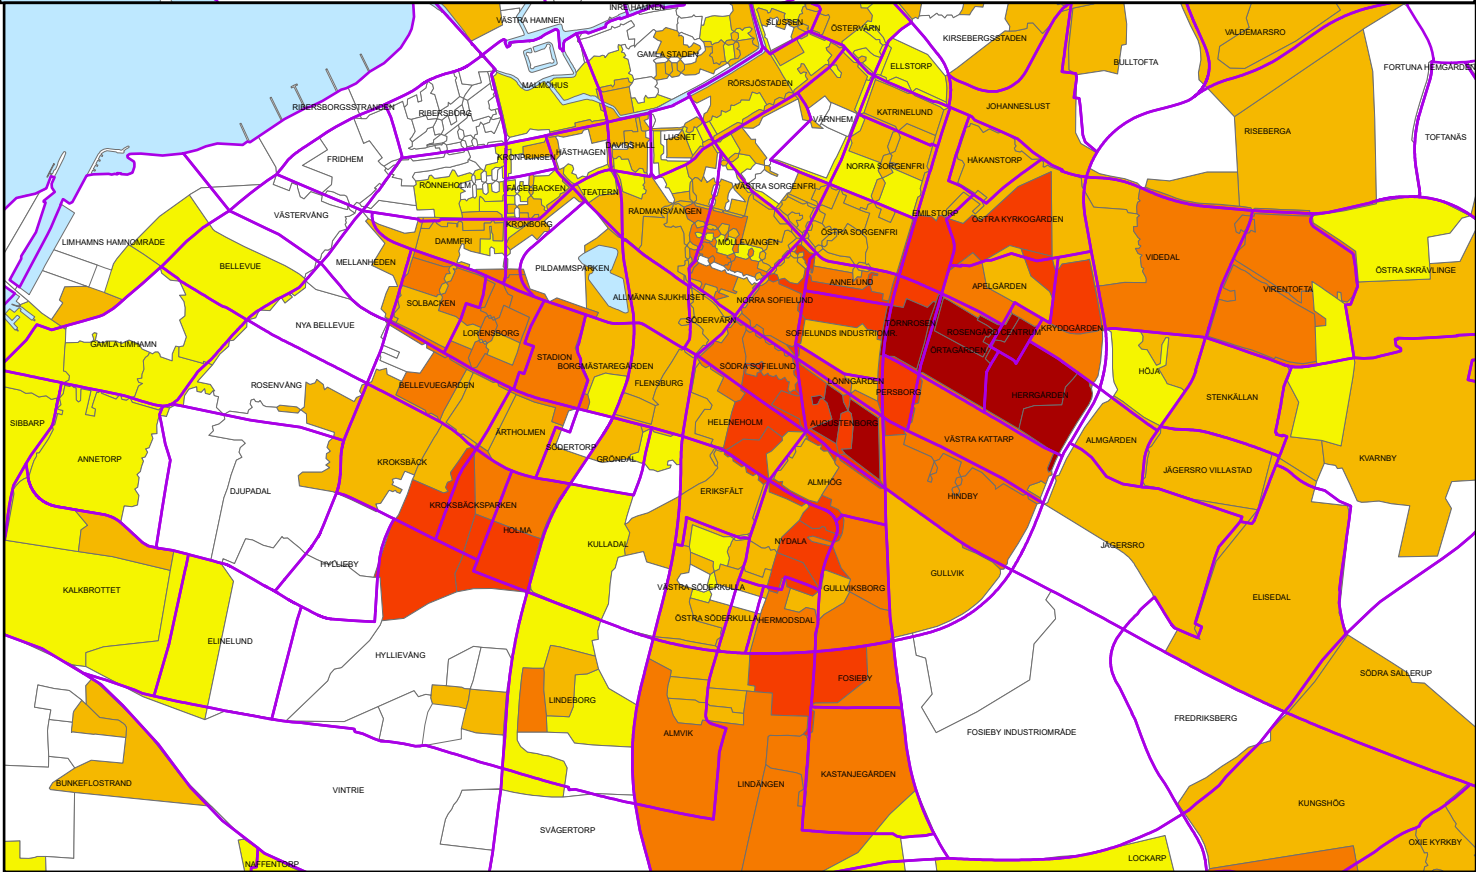 INRE HAMNEN
VÄSTRA HAMNEN
SLUSSEN
ÖSTERVÄRN
KIRSEBERGSSTADEN
VALDEMARSRO
GAMLA STADEN
BULLTOFTA
ELLSTORP
FORTUNA HEMGÅRDEN
MALMÖHUS
RÖRSJÖSTADEN
RIBERSBORGSSTRANDEN
RIBERSBORG
KATRINELUND
JOHANNESLUST
VÄRNHEM
RISEBERGA
TOFTANÄS
LUGNET
DAVIDSHALL
HÄSTHAGEN
KRONPRINSEN
FRIDHEM
HÅKANSTORP
NORRA SORGENFRI
RÖNNEHOLM
FÅGELBACKEN
TEATERN
VÄSTRA SORGENFRI
RÅDMANSVÅNGEN
EMILSTORP
VÄSTERVÅNG
ÖSTRA KYRKOGÅRDEN
KRONBORG
ÖSTRA SORGENFRI
LIMHAMNS HAMNOMRÅDE
DAMMFRI
MÖLLEVÅNGEN
VIDEDAL
MELLANHEDEN
BELLEVUE
PILDAMMSPARKEN
ÖSTRA SKRÄVLINGE
ANNELUND
APELGÅRDEN
VIRENTOFTA
ALLMÄNNA SJUKHUSET
NORRA SOFIELUND
SOLBACKEN
SÖDERVÄRN
TÖRNROSEN
NYA BELLEVUE
KRYDDGÅRDEN
LORENSBORG
SOFIELUNDS INDUSTRIOMR.
ROSENGÅRD CENTRUM
GAMLA LIMHAMN
ÖRTAGÅRDEN
STADION
BORGMÄSTAREGÅRDEN
SÖDRA SOFIELUND
HÖJA
LÖNNGÅRDEN
FLENSBURG
ROSENVÅNG
BELLEVUEGÅRDEN
PERSBORG
HERRGÅRDEN
STENKÄLLAN
SIBBARP
HELENEHOLM
AUGUSTENBORG
ÄRTHOLMEN
VÄSTRA KATTARP
ALMGÅRDEN
SÖDERTORP
ANNETORP
GRÖNDAL
KROKSBÄCK
KVARNBY
JÄGERSRO VILLASTAD
ALMHÖG
DJUPADAL
ERIKSFÄLT
HINDBY
KROKSBÄCKSPARKEN
HOLMA
NYDALA
KULLADAL
JÄGERSRO
HYLLIEBY
GULLVIK
VÄSTRA SÖDERKULLA
GULLVIKSBORG
KALKBROTTET
ELISEDAL
ÖSTRA SÖDERKULLA
HERMODSDAL
ELINELUND
HYLLIEVÅNG
SÖDRA SALLERUP
FOSIEBY
LINDEBORG
FREDRIKSBERG
ALMVIK
FOSIEBY INDUSTRIOMRÅDE
KASTANJEGÅRDEN
BUNKEFLOSTRAND
LINDÄNGEN
VINTRIE
KUNGSHÖG
SVÅGERTORP
OXIE KYRKBY
LOCKARP
NAFFENTORP